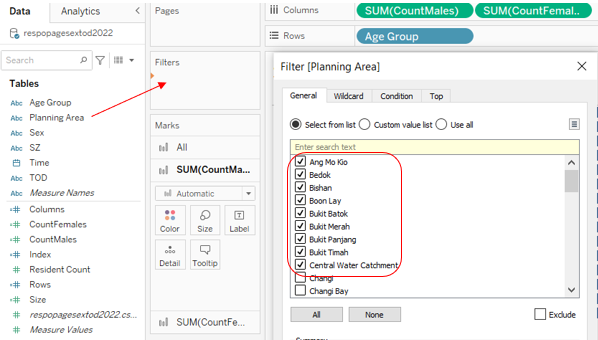 Data
Analytics
respopagesextod2022
Search
Tables
Abc Age Group
Abc Planning Area
Abc Sex
Abc SZ
Time
Abc TOD
Abc Measure Names
Columns
CountFemales
CountMales
Index
Resident Count
Rows
Size
respopagesextod2022.cs...
Measure Values
Pages
Filters
Marks
All
SUM(CountMa...
Automatic
Color
Size
Label
Detail
Tooltip
SUM(CountFe...
Columns
SUM(CountMales)
SUM(CountFemal..
Rows
Age Group
Filter [Planning Area]
General
Wildcard
Condition
Top
Select from list
Custom value list
Use all
Enter search text
Ang Mo Kio
Bedok
Bishan
Boon Lay
Bukit Batok
Bukit Merah
Bukit Panjang
Bukit Timah
Central Water Catchment
Changi
Changi Bay
All
None
Exclude
Summary